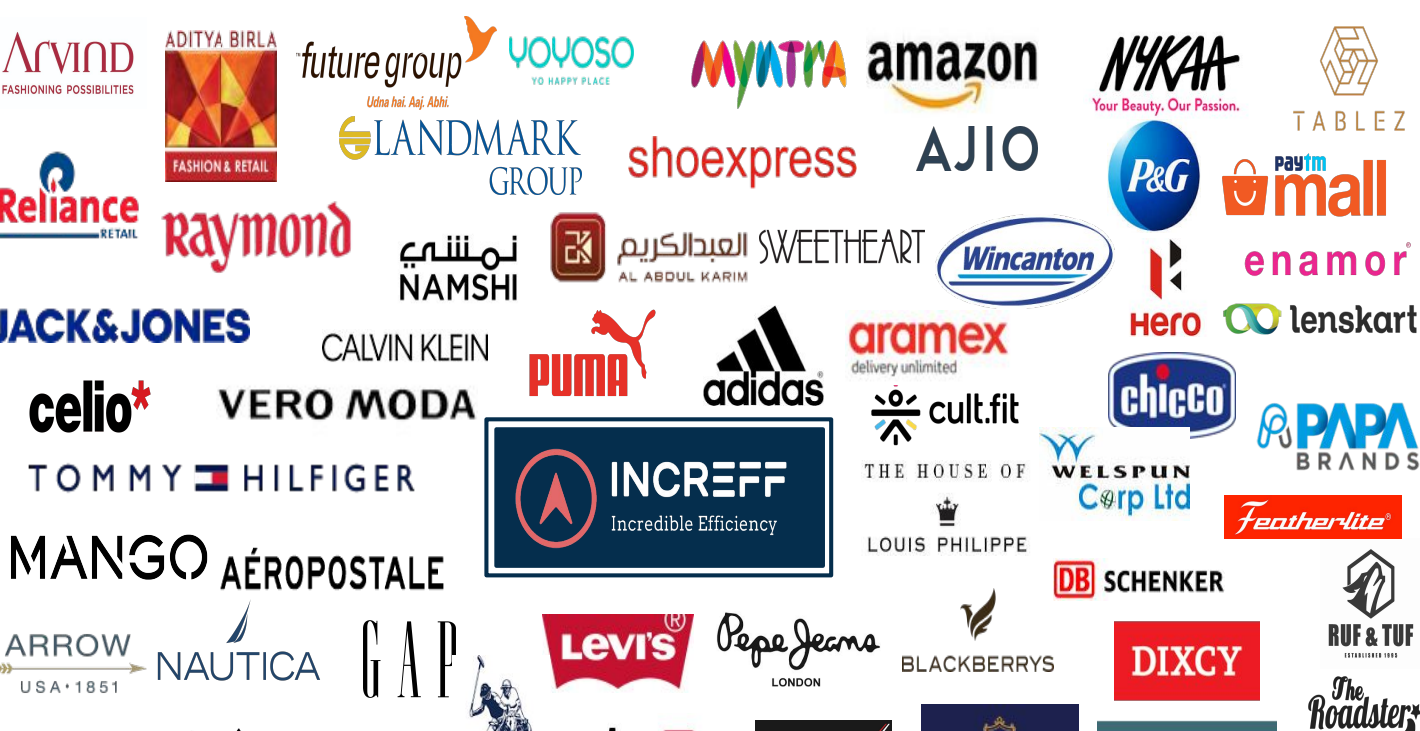 ARVIND
FASHIONING POSSIBILITIES
ADITYA BIRLA
FASHION & RETAIL
future group
Udna hai. Aaj. Abhi.
YOYOSO
YO HAPPY PLACE
MYNTRA
amazon
NYKAA
Your Beauty. Our Passion.
TABLEZ
LANDMARK
GROUP
shoexpress
AJIO
P&G
paytm
mall
Reliance
RETAIL
Raymond
نمشي
NAMSHI
العبدالكريم
AL ABDUL KARIM
SWEETHEART
Wincanton
Hero
enamor®
JACK&JONES
CALVIN KLEIN
PUMA
adidas®
aramex
delivery unlimited
lenskart
celio*
VERO MODA
cult.fit
chicco
PAPA
BRANDS
TOMMY HILFIGER
INCREFF
Incredible Efficiency
THE HOUSE OF
LOUIS PHILIPPE
WELSPUN
Corp Ltd
Featherlite®
MANGO
AÉROPOSTALE
DB SCHENKER
RUF & TUF
ESTABLISHED 1995
ARROW
USA•1851
NAUTICA
GAP
LEVI'S®
Pepe Jeans
LONDON
BLACKBERRYS
DIXCY
The
Roadster